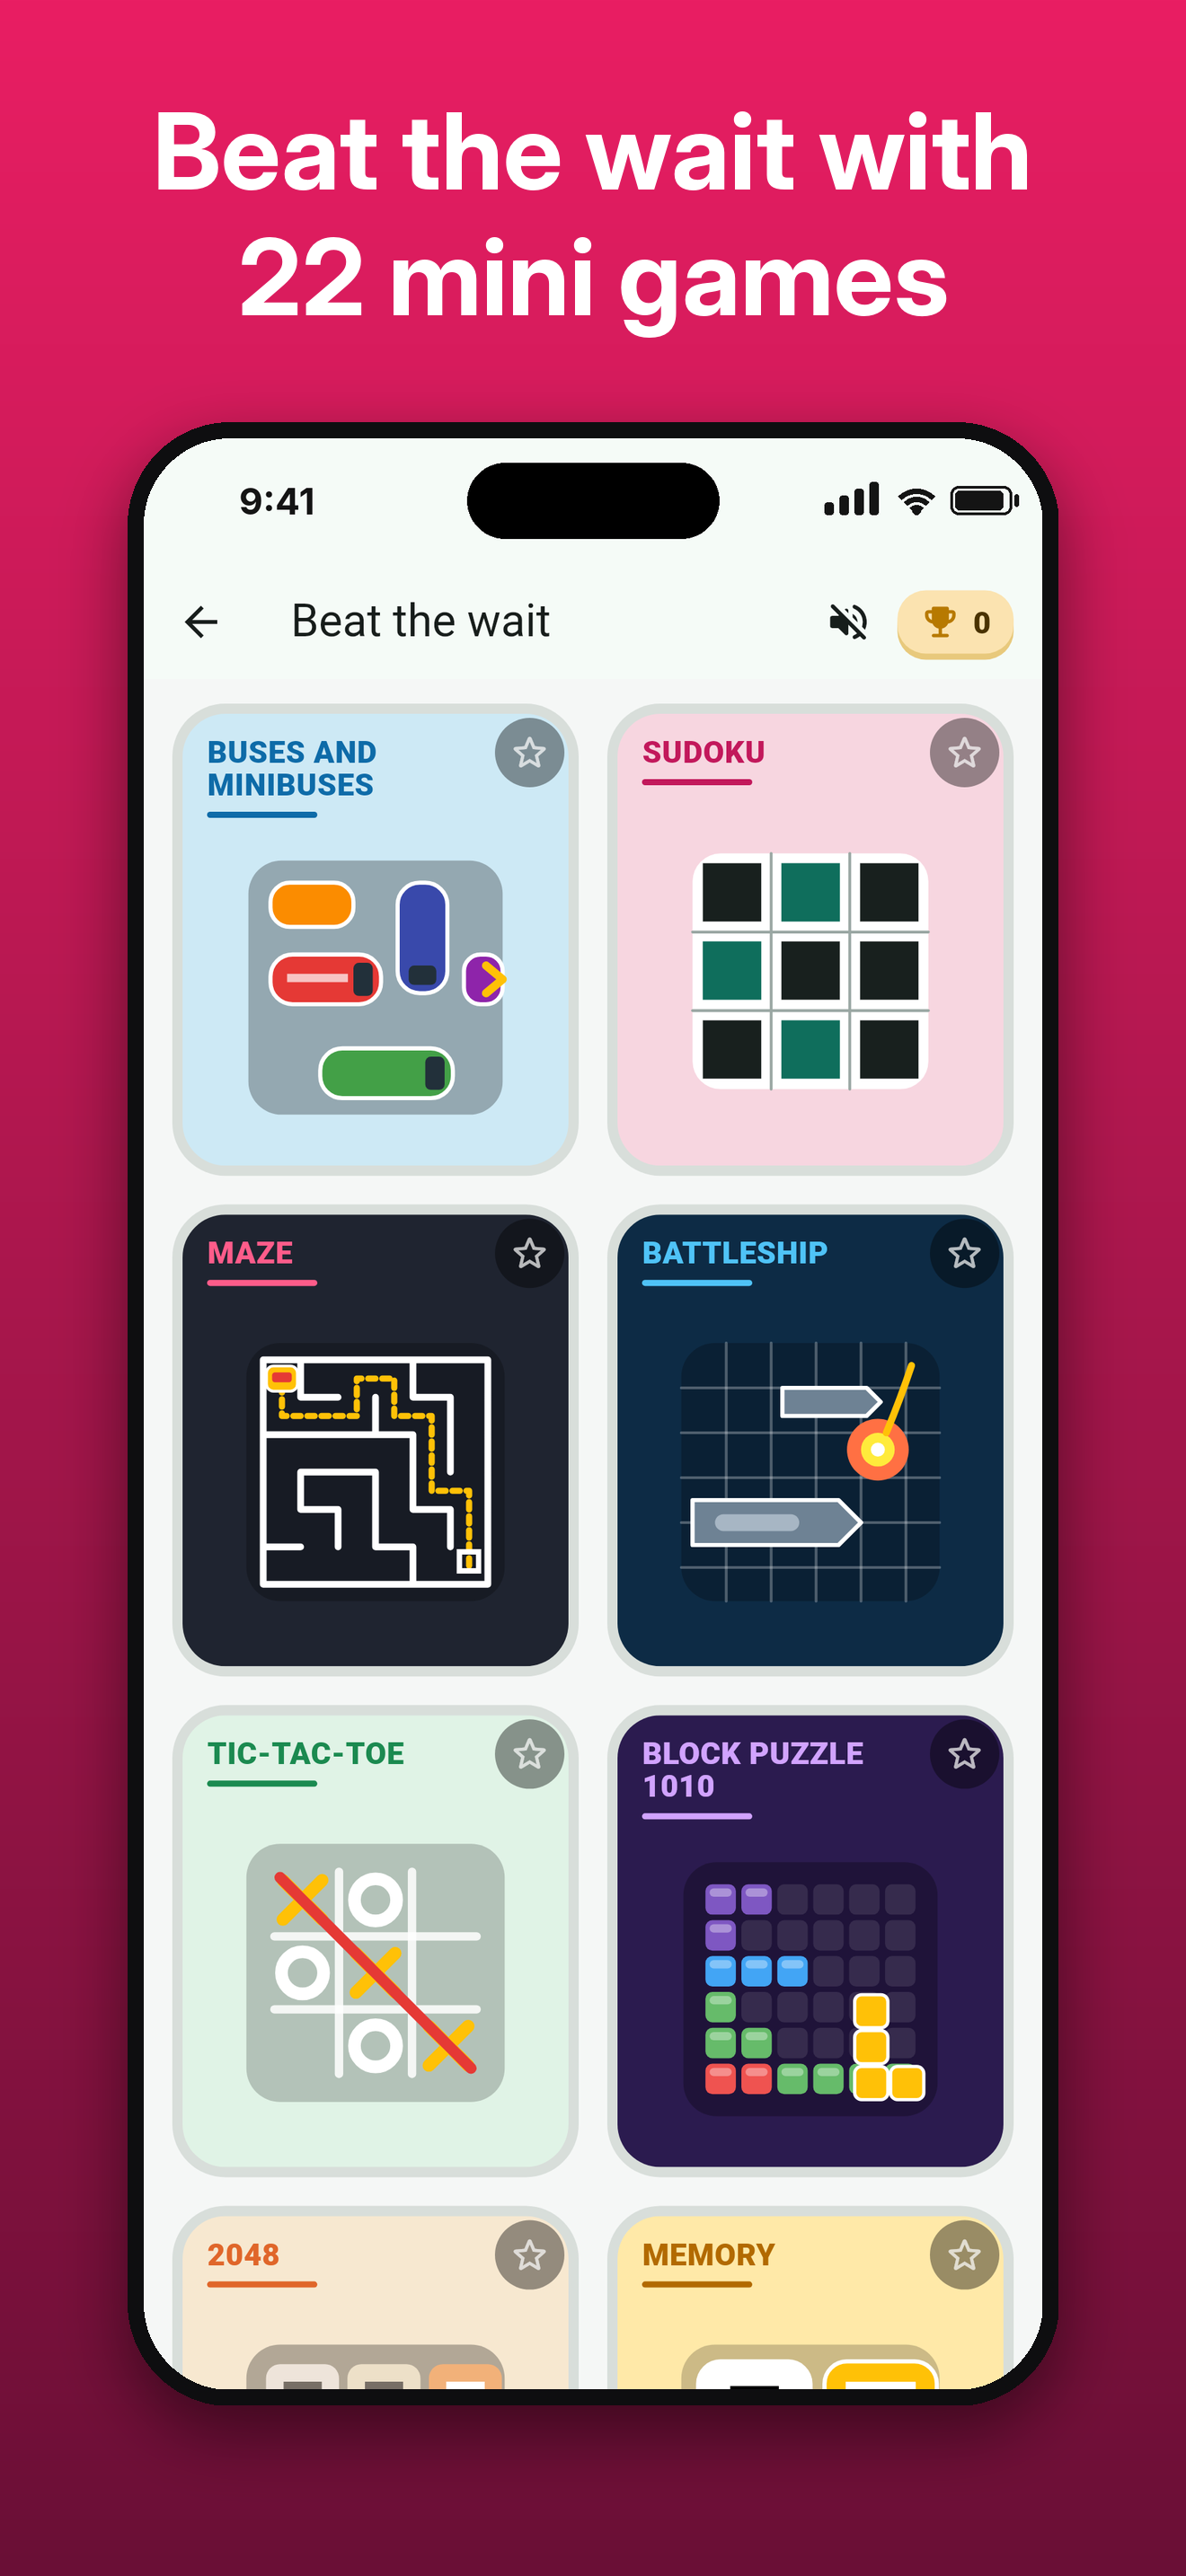 Beat the wait with
22 mini games
9:41
Beat the wait
0
BUSES AND
MINIBUSES
SUDOKU
MAZE
BATTLESHIP
TIC-TAC-TOE
BLOCK PUZZLE
1010
2048
MEMORY